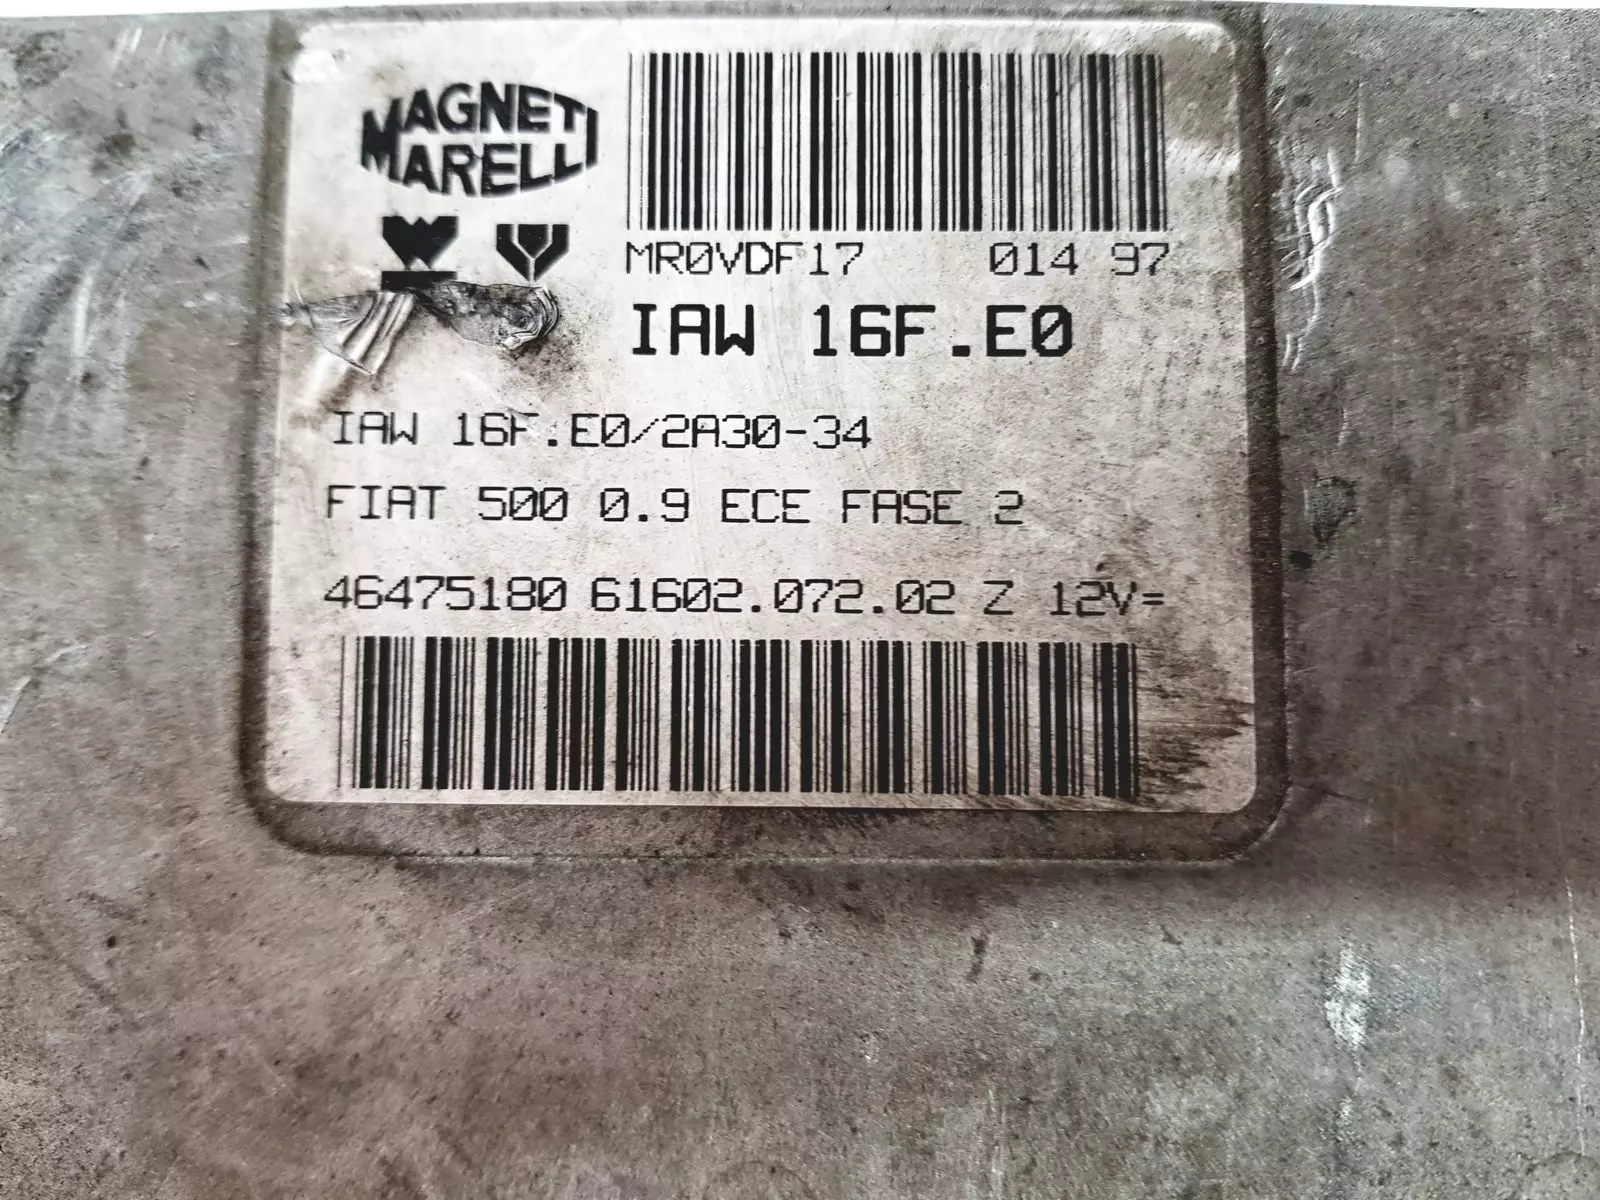 MAGNETI
MARELLI
MR0VDF17 014 97
IAW 16F.E0
IAW 16F.E0/2A30-34
FIAT 500 0.9 ECE FASE 2
46475180 61602.072.02 Z 12V=